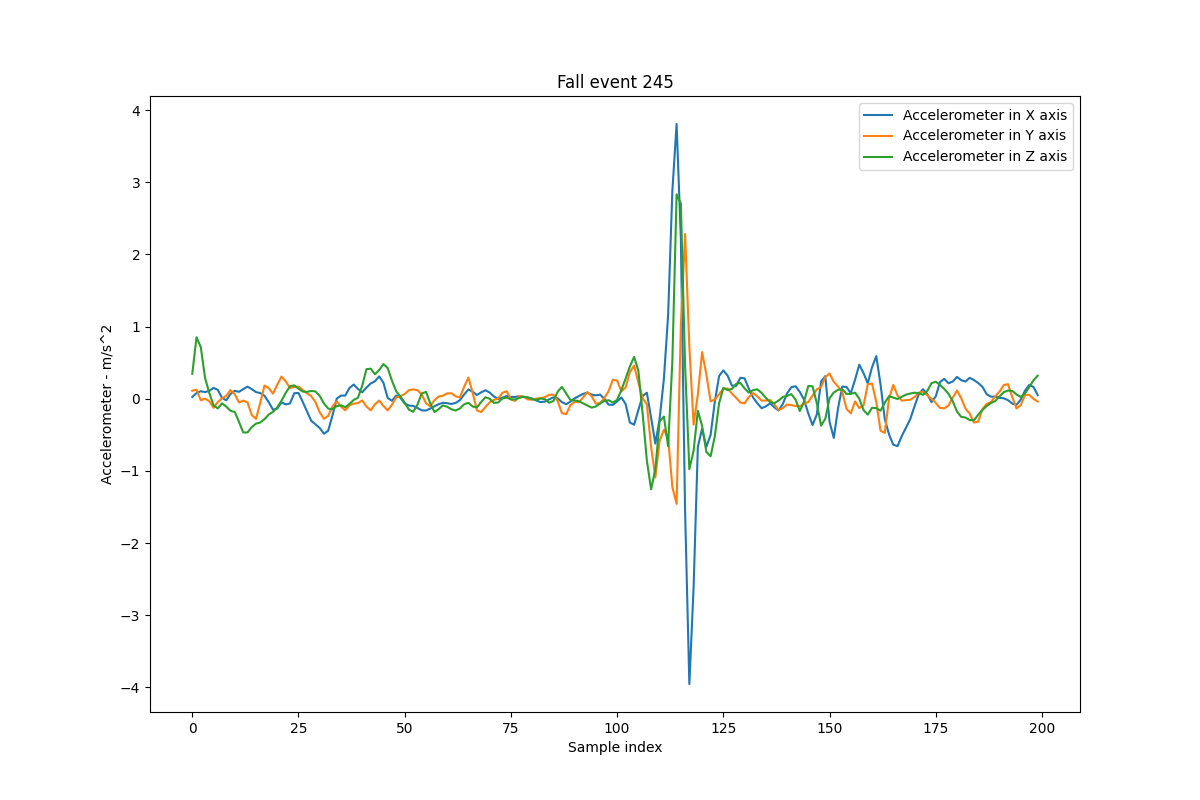 Fall event 245
Accelerometer in X axis
Accelerometer in Y axis
Accelerometer in Z axis
Accelerometer - m/s^2
4
3
2
1
0
−1
−2
−3
−4
0 25 50 75 100 125 150 175 200
Sample index